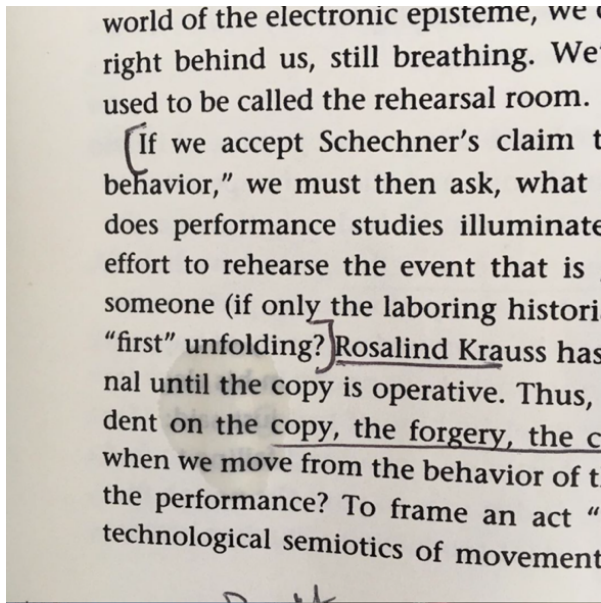 world of the electronic episteme, we
right behind us, still breathing. We
used to be called the rehearsal room.
If we accept Schechner’s claim
behavior,” we must then ask, what
does performance studies illuminate
effort to rehearse the event that is
someone (if only the laboring histori
“first” unfolding? Rosalind Krauss has
nal until the copy is operative. Thus,
dent on the copy, the forgery, the c
when we move from the behavior of t
the performance? To frame an act “
technological semiotics of movement